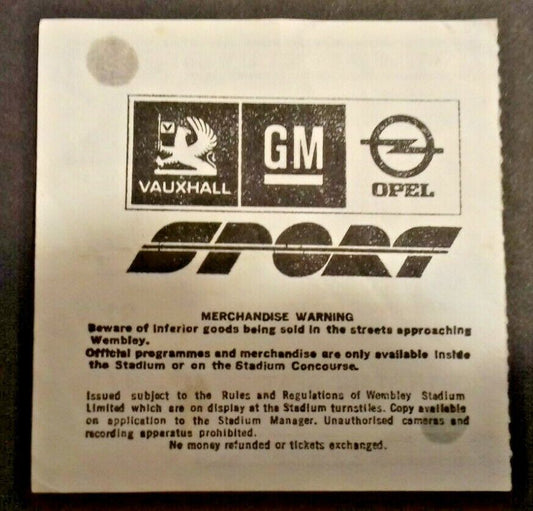 VAUXHALL GM OPEL
SPORT
MERCHANDISE WARNING
Beware of inferior goods being sold in the streets approaching
Wembley.
Official programmes and merchandise are only available inside
the Stadium or on the Stadium Concourse.
Issued subject to the Rules and Regulations of Wembley Stadium
Limited which are on display at the Stadium turnstiles. Copy available
on application to the Stadium Manager. Unauthorised cameras and
recording apparatus prohibited.
No money refunded or tickets exchanged.